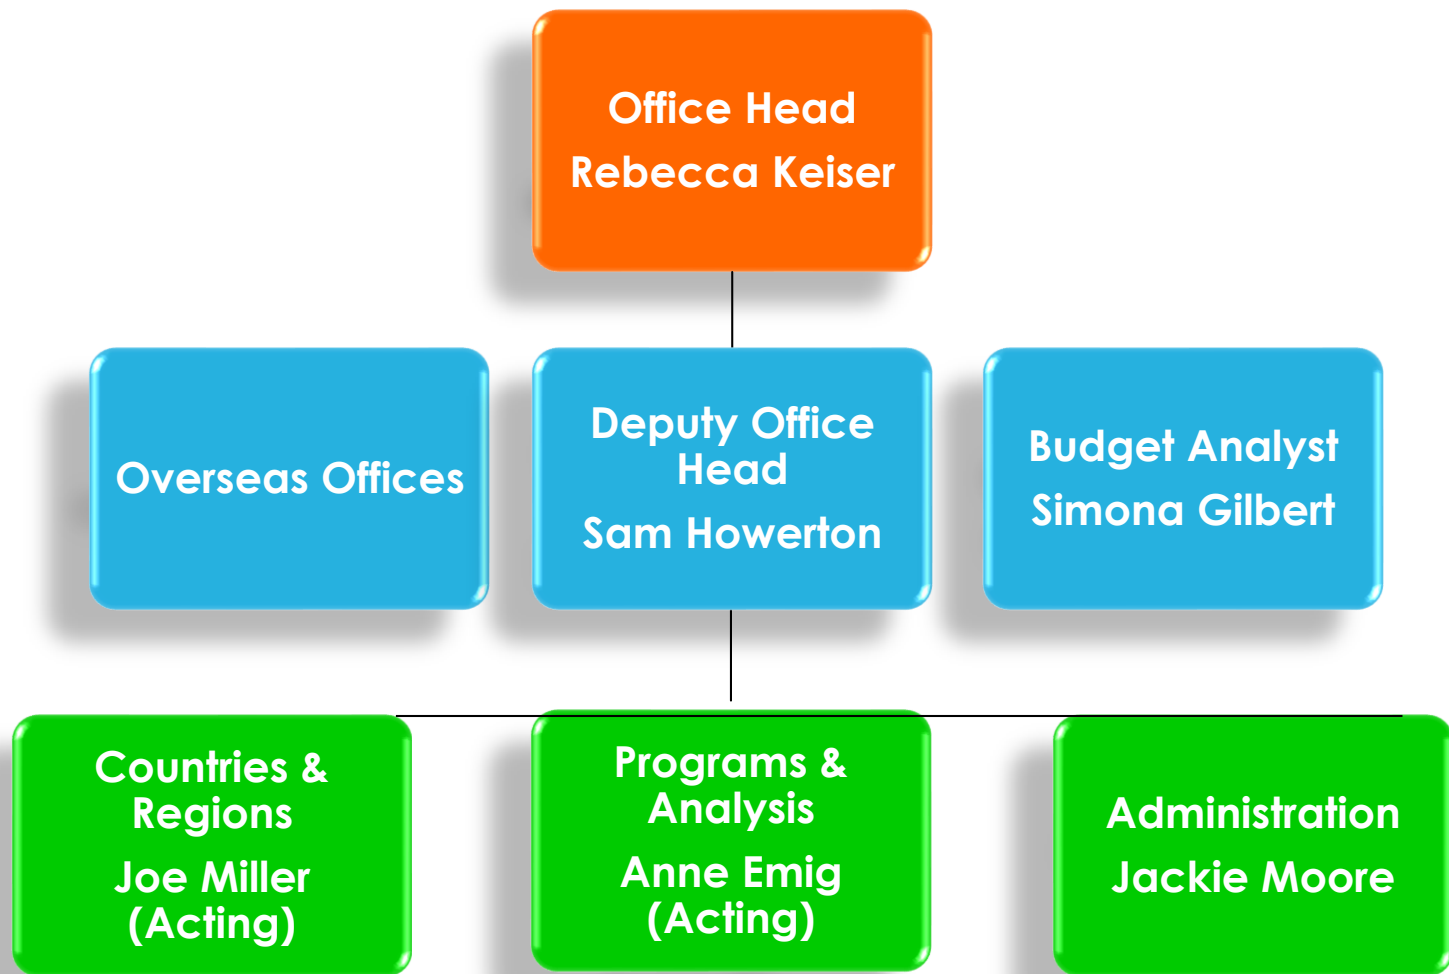 Office Head
Rebecca Keiser
Overseas Offices
Deputy Office
Head
Sam Howerton
Budget Analyst
Simona Gilbert
Countries &
Regions
Joe Miller
(Acting)
Programs &
Analysis
Anne Emig
(Acting)
Administration
Jackie Moore